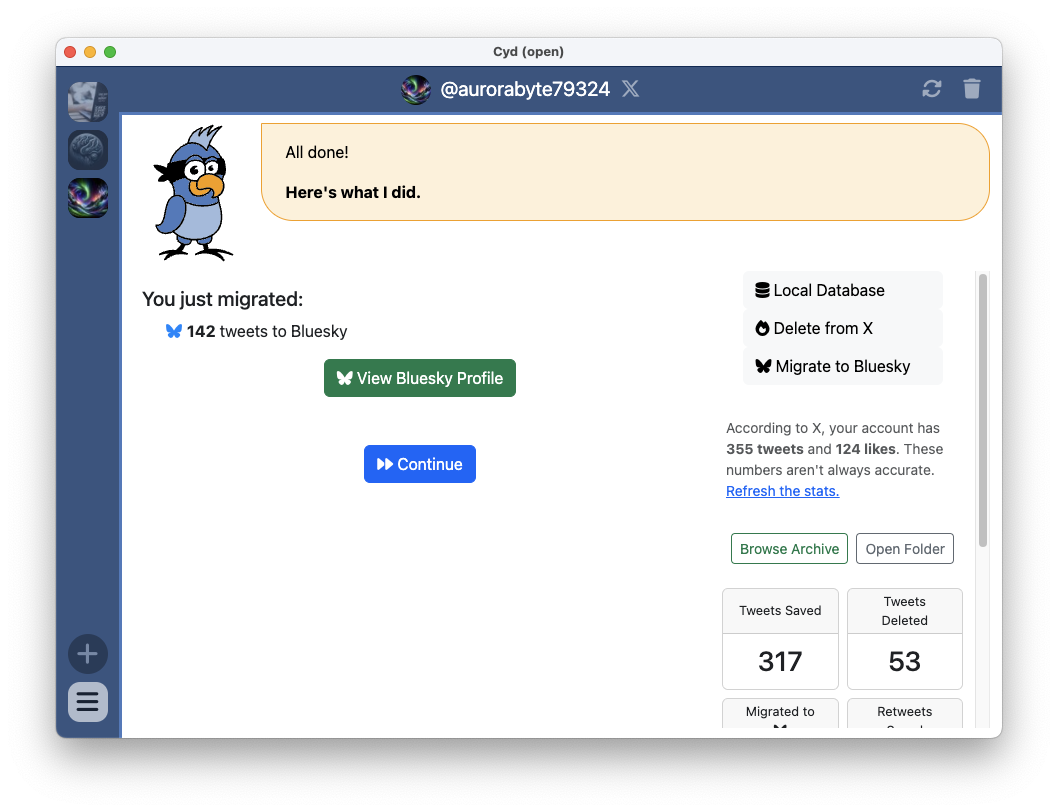 Cyd (open)
@aurorabyte79324
All done!
Here's what I did.
You just migrated:
142 tweets to Bluesky
View Bluesky Profile
Continue
Local Database
Delete from X
Migrate to Bluesky
According to X, your account has
355 tweets and 124 likes. These
numbers aren't always accurate.
Refresh the stats.
Browse Archive
Open Folder
Tweets Saved
317
Tweets
Deleted
53
Migrated to
Retweets